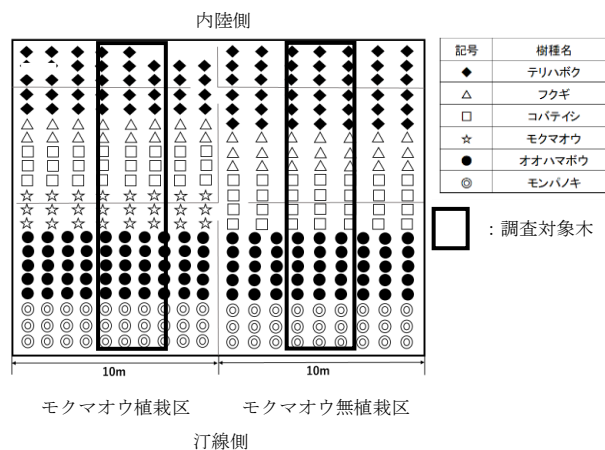 内陸側
記号 樹種名
◆ テリハボク
△ フクギ
□ コバテイシ
☆ モクマオウ
● オオハマボウ
◎ モンパノキ
：調査対象木
10m 10m
モクマオウ植栽区 モクマオウ無植栽区
汀線側